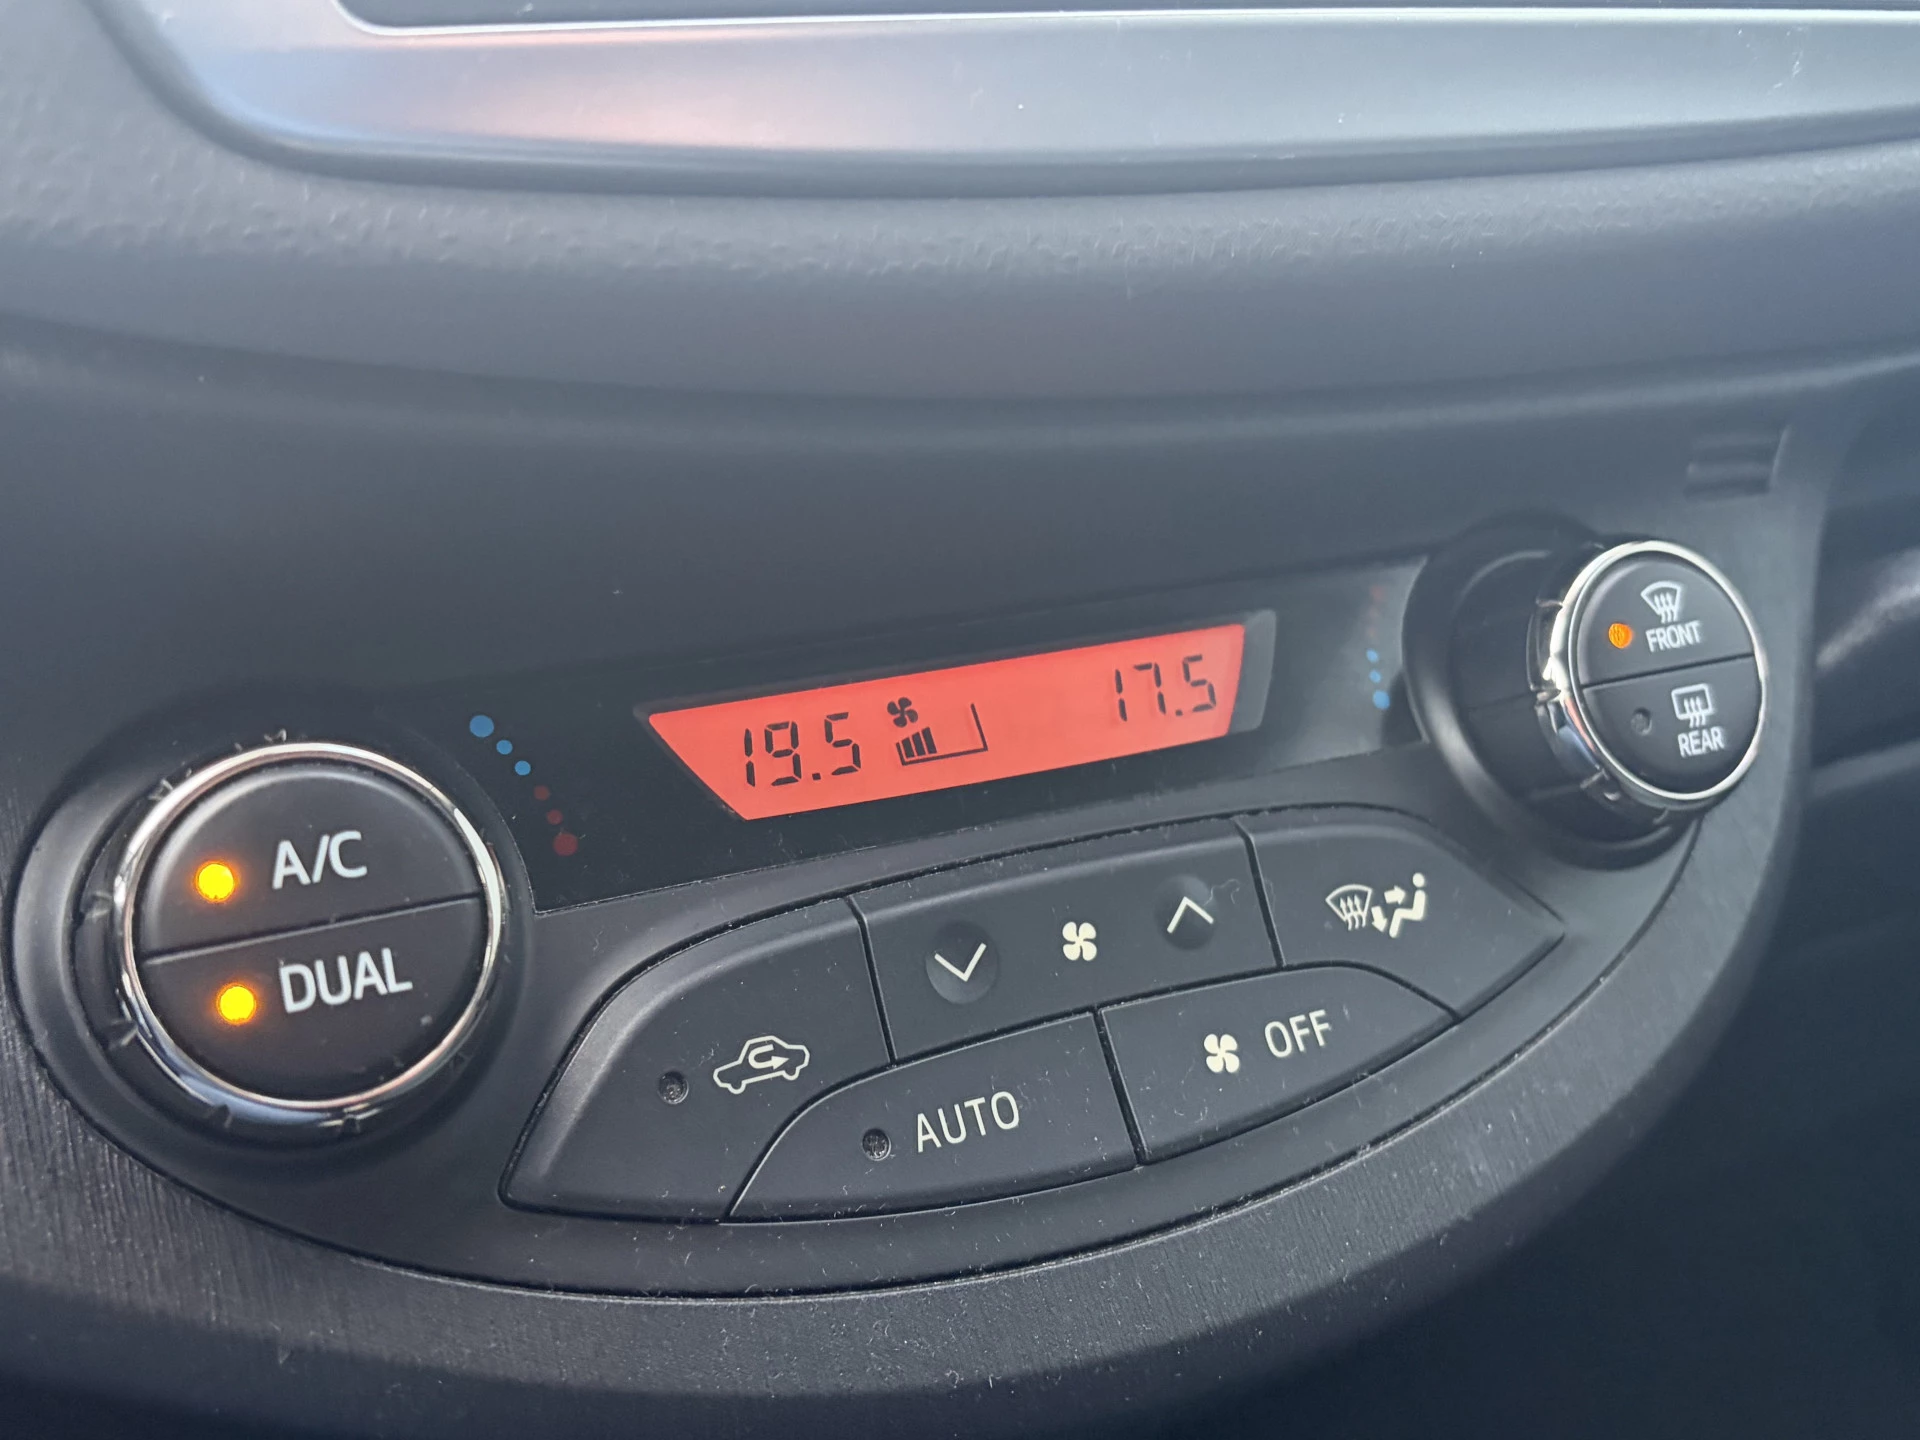 19.5
17.5
FRONT
REAR
A/C
DUAL
AUTO
OFF